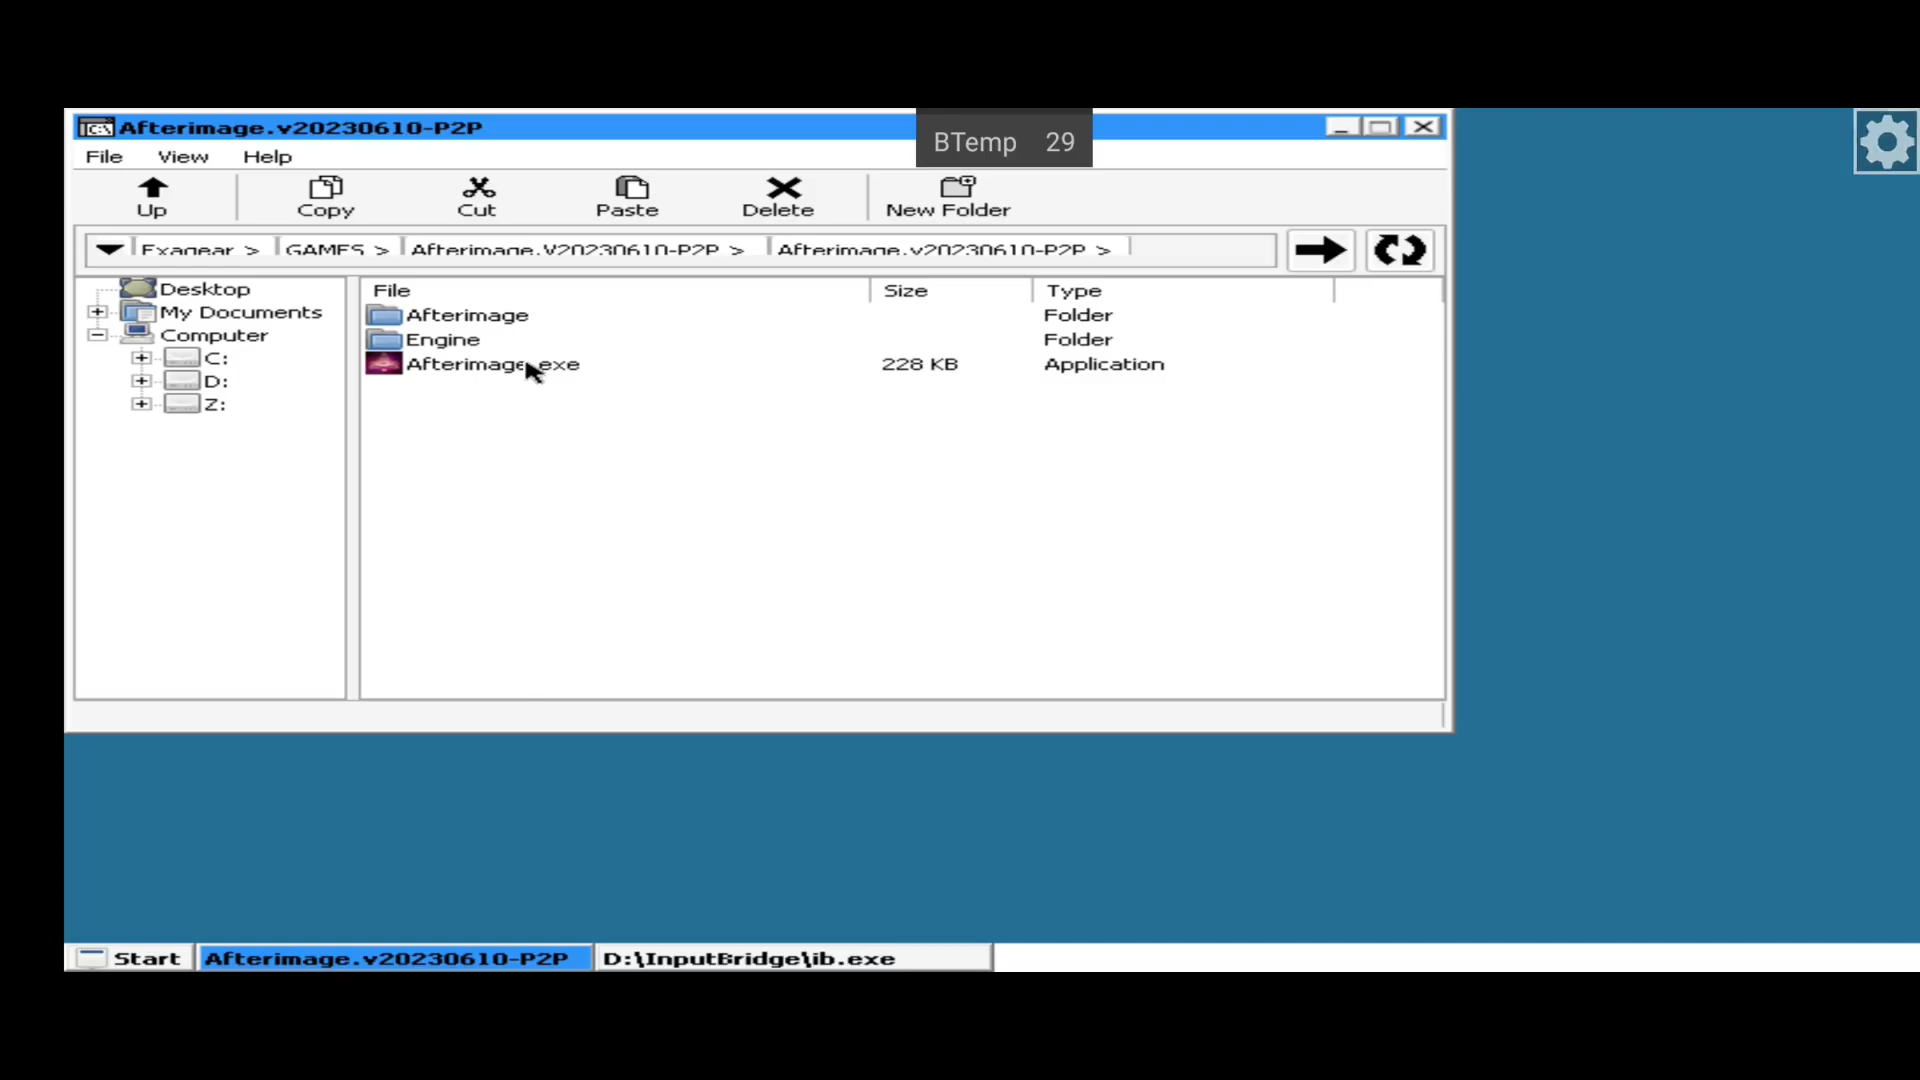 Afterimage.v20230610-P2P
BTemp 29
File View Help
Up Copy Cut Paste Delete New Folder
Exagear > GAMES > Afterimage.V20230610-P2P > Afterimage.v20230610-P2P >
Desktop
My Documents
Computer
C:
D:
Z:
File Size Type
Afterimage Folder
Engine Folder
Afterimage.exe 228 KB Application
Start Afterimage.v20230610-P2P D:\InputBridge\ib.exe